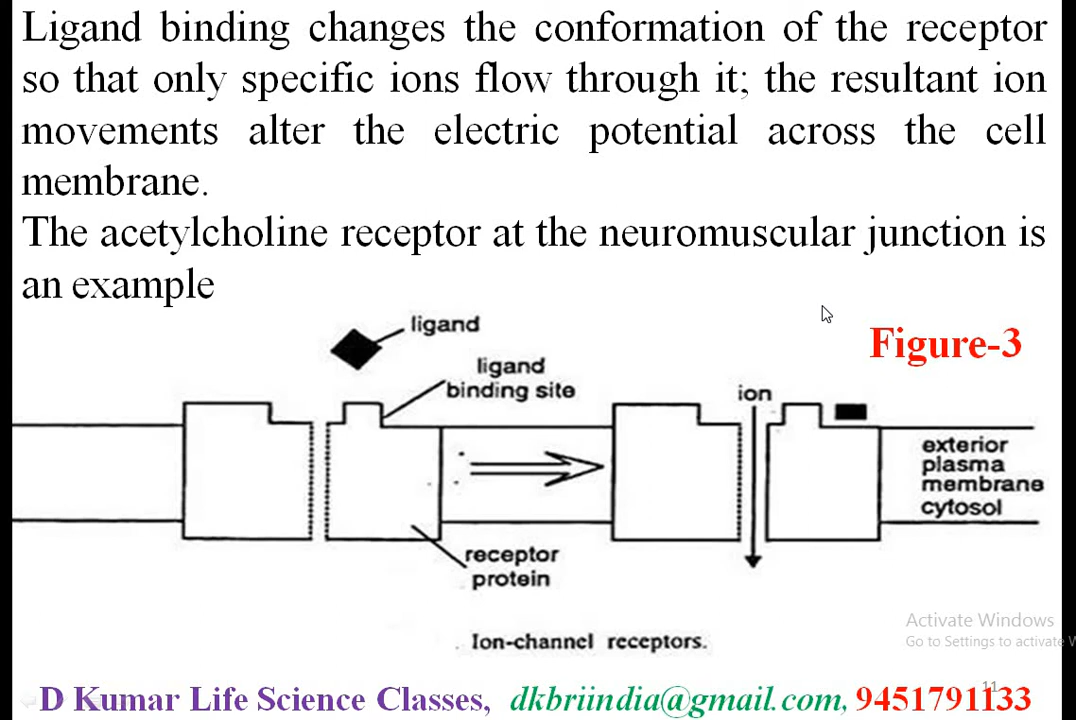 Ligand binding changes the conformation of the receptor
so that only specific ions flow through it; the resultant ion
movements alter the electric potential across the cell
membrane.
The acetylcholine receptor at the neuromuscular junction is
an example
ligand
Figure-3
ligand
binding site
ion
exterior
plasma
membrane
cytosol
receptor
protein
Ion-channel receptors.
Activate Windows
Go to Settings to activate W
11
D Kumar Life Science Classes, dkbriindia@gmail.com, 9451791133